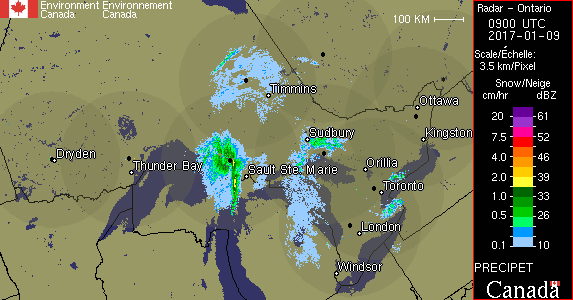 Environment Environnement
Canada Canada
100 KM
Timmins
Ottawa
Sudbury
Kingston
Dryden
Thunder Bay
Sault Ste. Marie
Orillia
Toronto
London
Windsor
Radar - Ontario
0900 UTC
2017-01-09
Scale/Échelle:
3.5 km/Pixel
Snow/Neige
cm/hr dBZ
20 61
7.5 52
4.0 46
2.0 39
1.0 33
0.5 26
0.1 10
PRECIPET
Canada